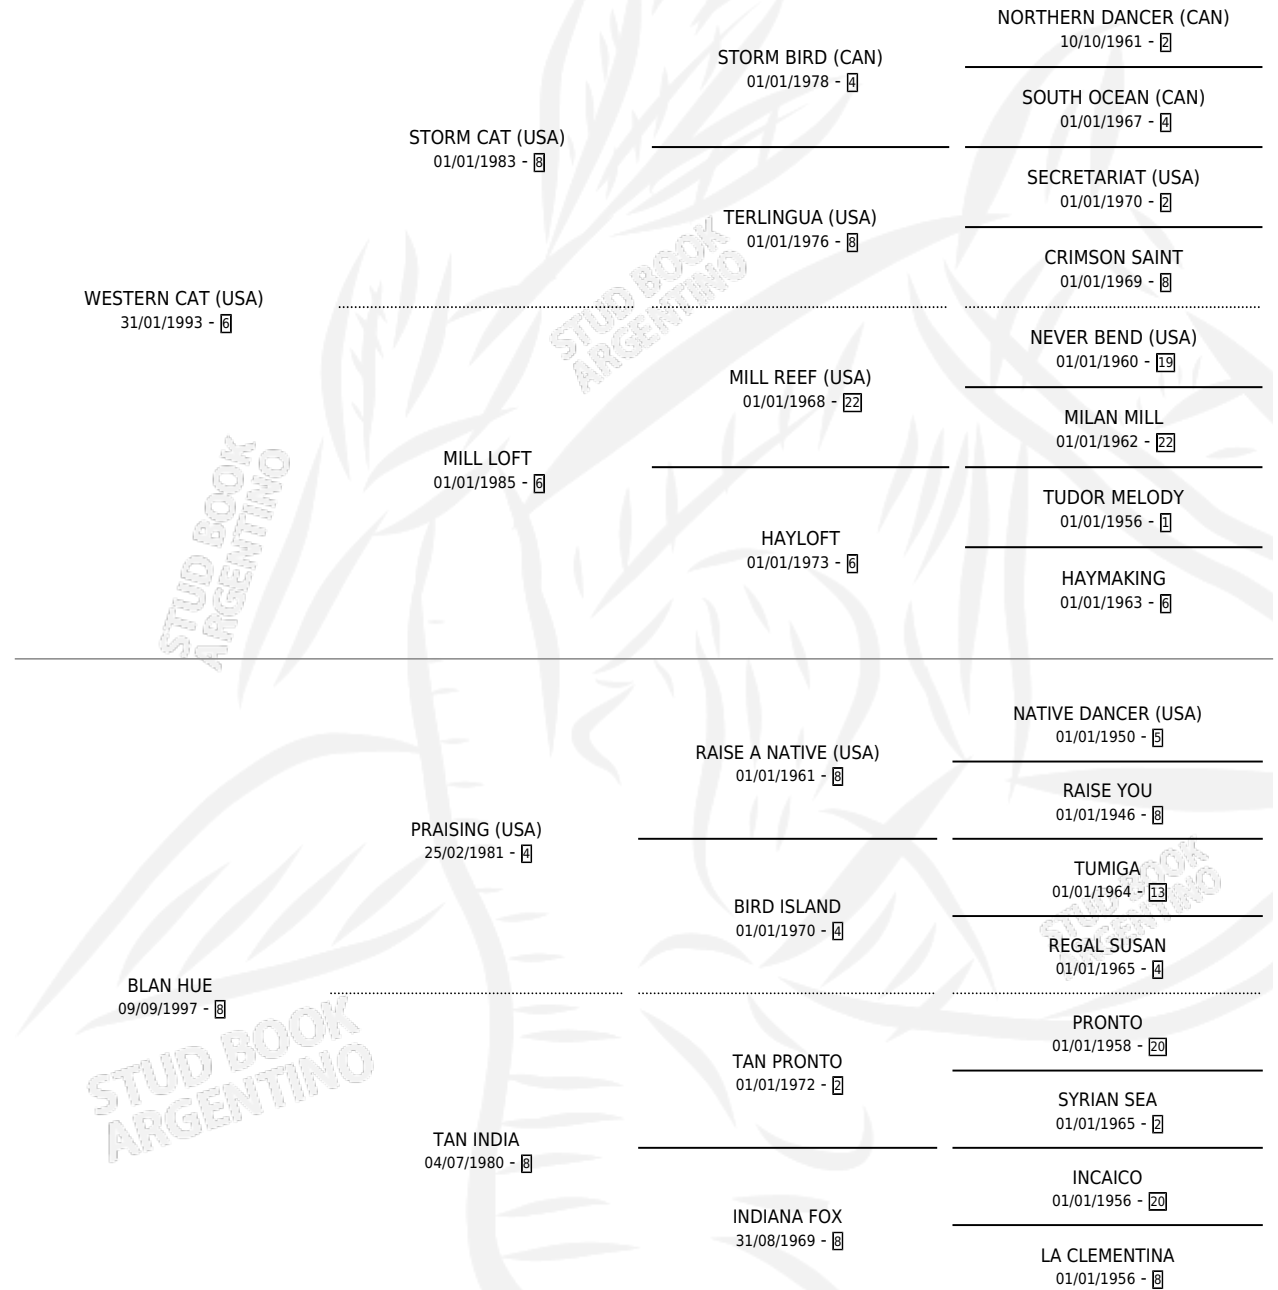 NORTHERN DANCER (CAN)
10/10/1961 - 2
STORM BIRD (CAN)
01/01/1978 - 4
SOUTH OCEAN (CAN)
01/01/1967 - 4
STORM CAT (USA)
01/01/1983 - 8
SECRETARIAT (USA)
01/01/1970 - 2
TERLINGUA (USA)
01/01/1976 - 8
CRIMSON SAINT
01/01/1969 - 8
WESTERN CAT (USA)
31/01/1993 - 6
NEVER BEND (USA)
01/01/1960 - 19
MILL REEF (USA)
01/01/1968 - 22
MILAN MILL
01/01/1962 - 22
MILL LOFT
01/01/1985 - 6
TUDOR MELODY
01/01/1956 - 1
HAYLOFT
01/01/1973 - 6
HAYMAKING
01/01/1963 - 6
NATIVE DANCER (USA)
01/01/1950 - 5
RAISE A NATIVE (USA)
01/01/1961 - 8
RAISE YOU
01/01/1946 - 8
PRAISING (USA)
25/02/1981 - 4
TUMIGA
01/01/1964 - 13
BIRD ISLAND
01/01/1970 - 4
REGAL SUSAN
01/01/1965 - 4
BLAN HUE
09/09/1997 - 8
PRONTO
01/01/1958 - 20
TAN PRONTO
01/01/1972 - 2
SYRIAN SEA
01/01/1965 - 2
TAN INDIA
04/07/1980 - 8
INCAICO
01/01/1956 - 20
INDIANA FOX
31/08/1969 - 8
LA CLEMENTINA
01/01/1956 - 8
STUD BOOK
ARGENTINO
STUD BOOK
ARGENTINO
STUD BOOK
ARGENTINO
STUD BOOK
ARGENTINO